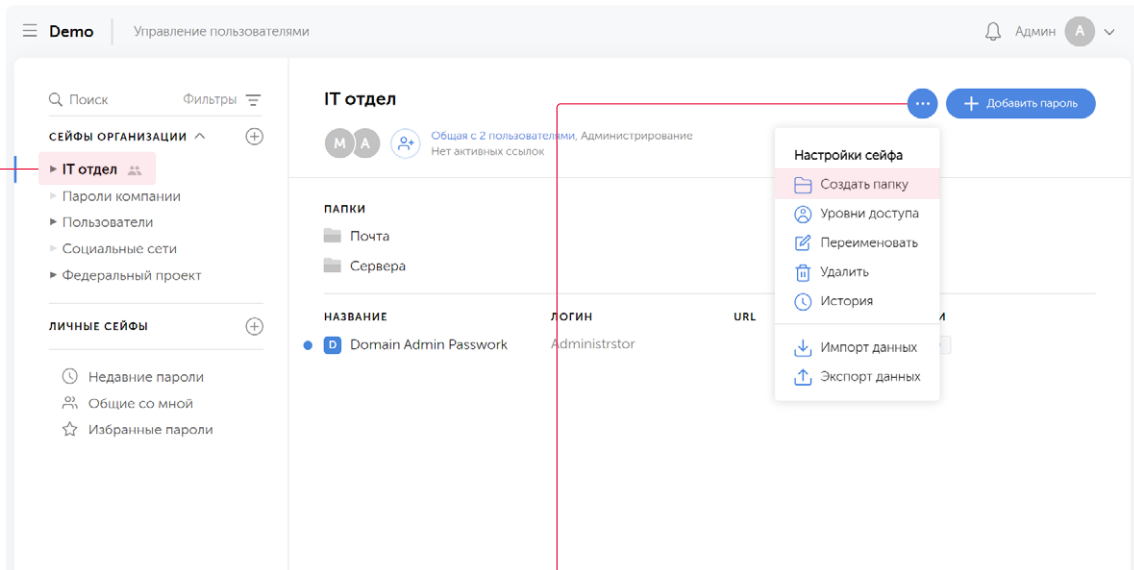 Demo
Управление пользователями
Админ
А
Поиск
Фильтры
СЕЙФЫ ОРГАНИЗАЦИИ
IT отдел
Пароли компании
Пользователи
Социальные сети
Федеральный проект
ЛИЧНЫЕ СЕЙФЫ
Недавние пароли
Общие со мной
Избранные пароли
IT отдел
Добавить пароль
М
А
Общая с 2 пользователями, Администрирование
Нет активных ссылок
ПАПКИ
Почта
Сервера
НАЗВАНИЕ ЛОГИН URL
D Domain Admin Passwork Administrstor
Настройки сейфа
Создать папку
Уровни доступа
Переименовать
Удалить
История
Импорт данных
Экспорт данных